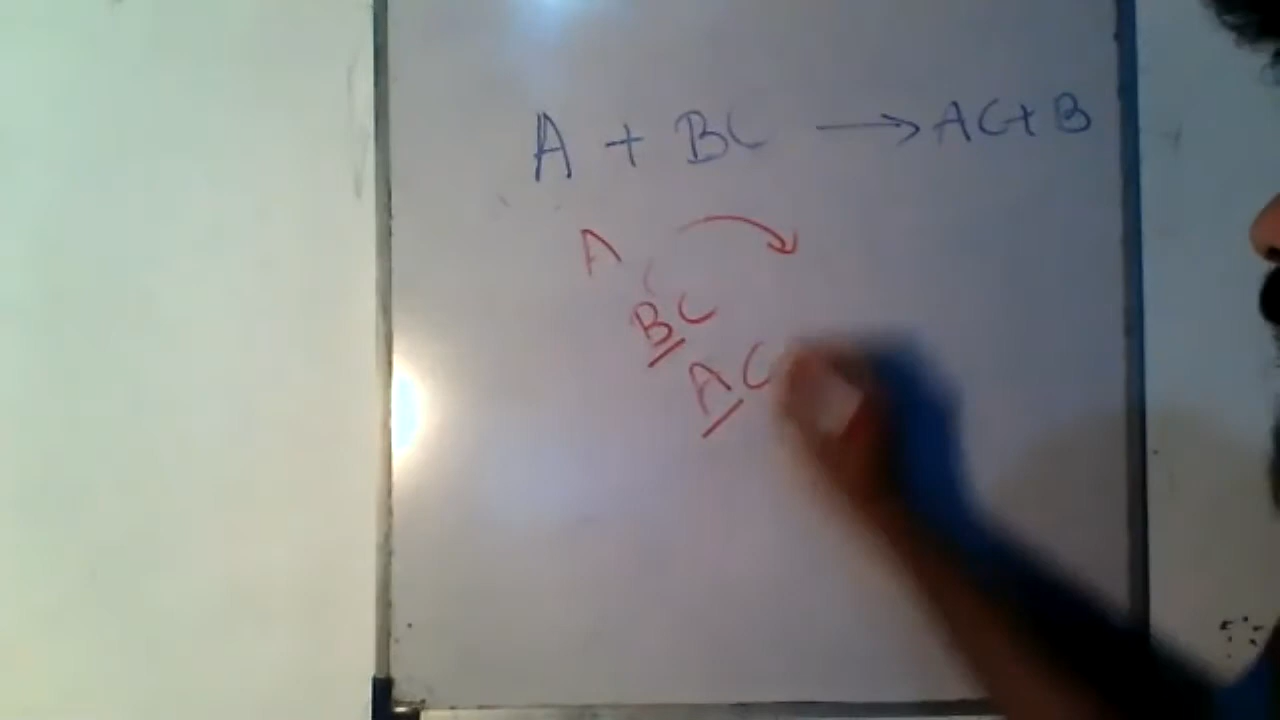 A + BC → AC + B
A
BC
AC